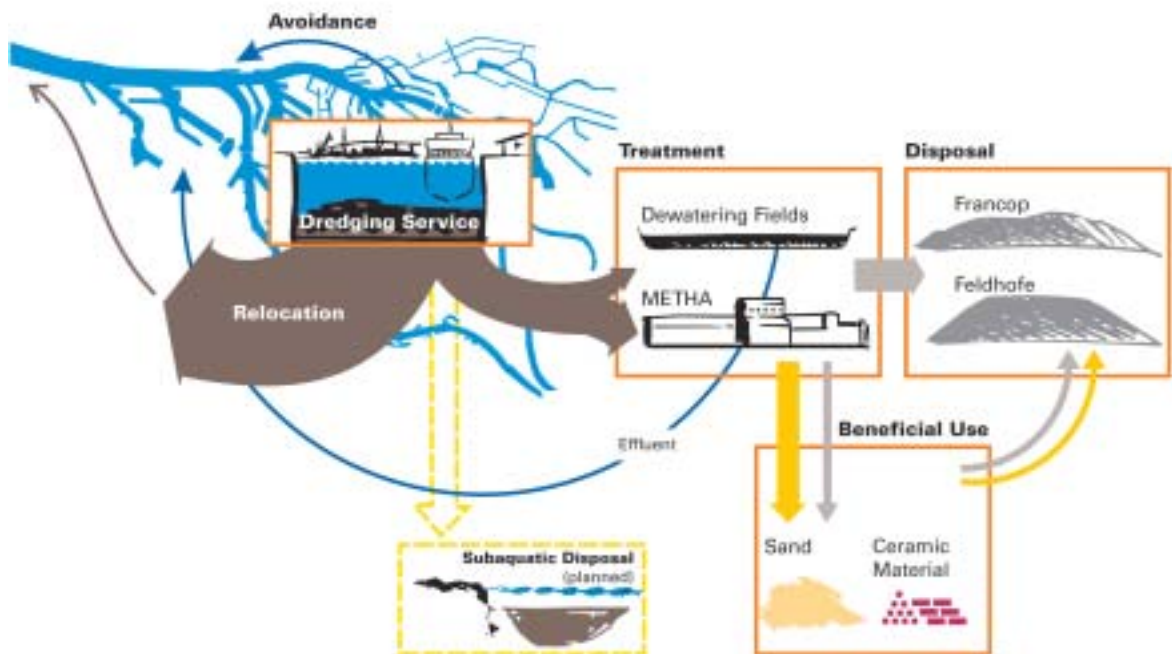 Avoidance
Dredging Service
Relocation
Treatment
Dewatering Fields
METHA
Disposal
Francop
Feldhofe
Effluent
Beneficial Use
Sand
Ceramic
Material
Subaquatic Disposal
(planned)